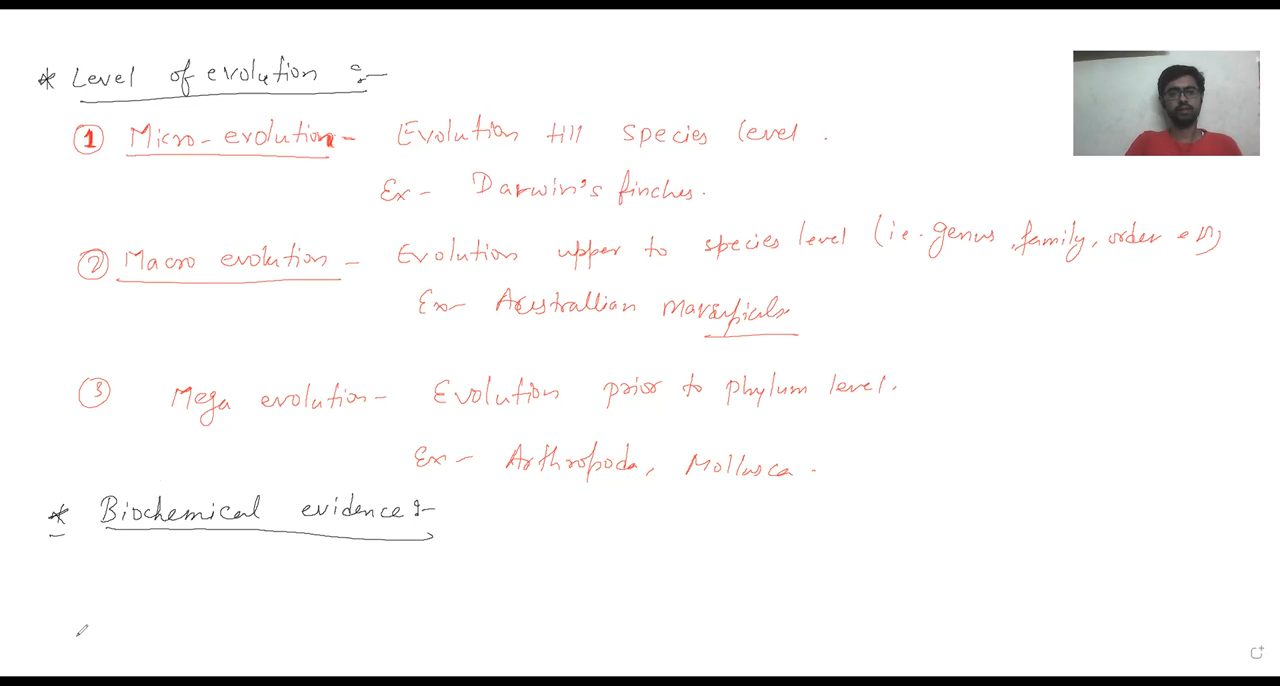 * Level of evolution :-
① Micro-evolution - Evolution till species level.
Ex- Darwin's finches.
② Macro evolution - Evolution upper to species level (i.e. genus, family, order etc)
Ex- Australlian marsupials
③ Mega evolution - Evolution prior to phylum level.
Ex- Arthropoda, Mollusca.
* Biochemical evidence :-